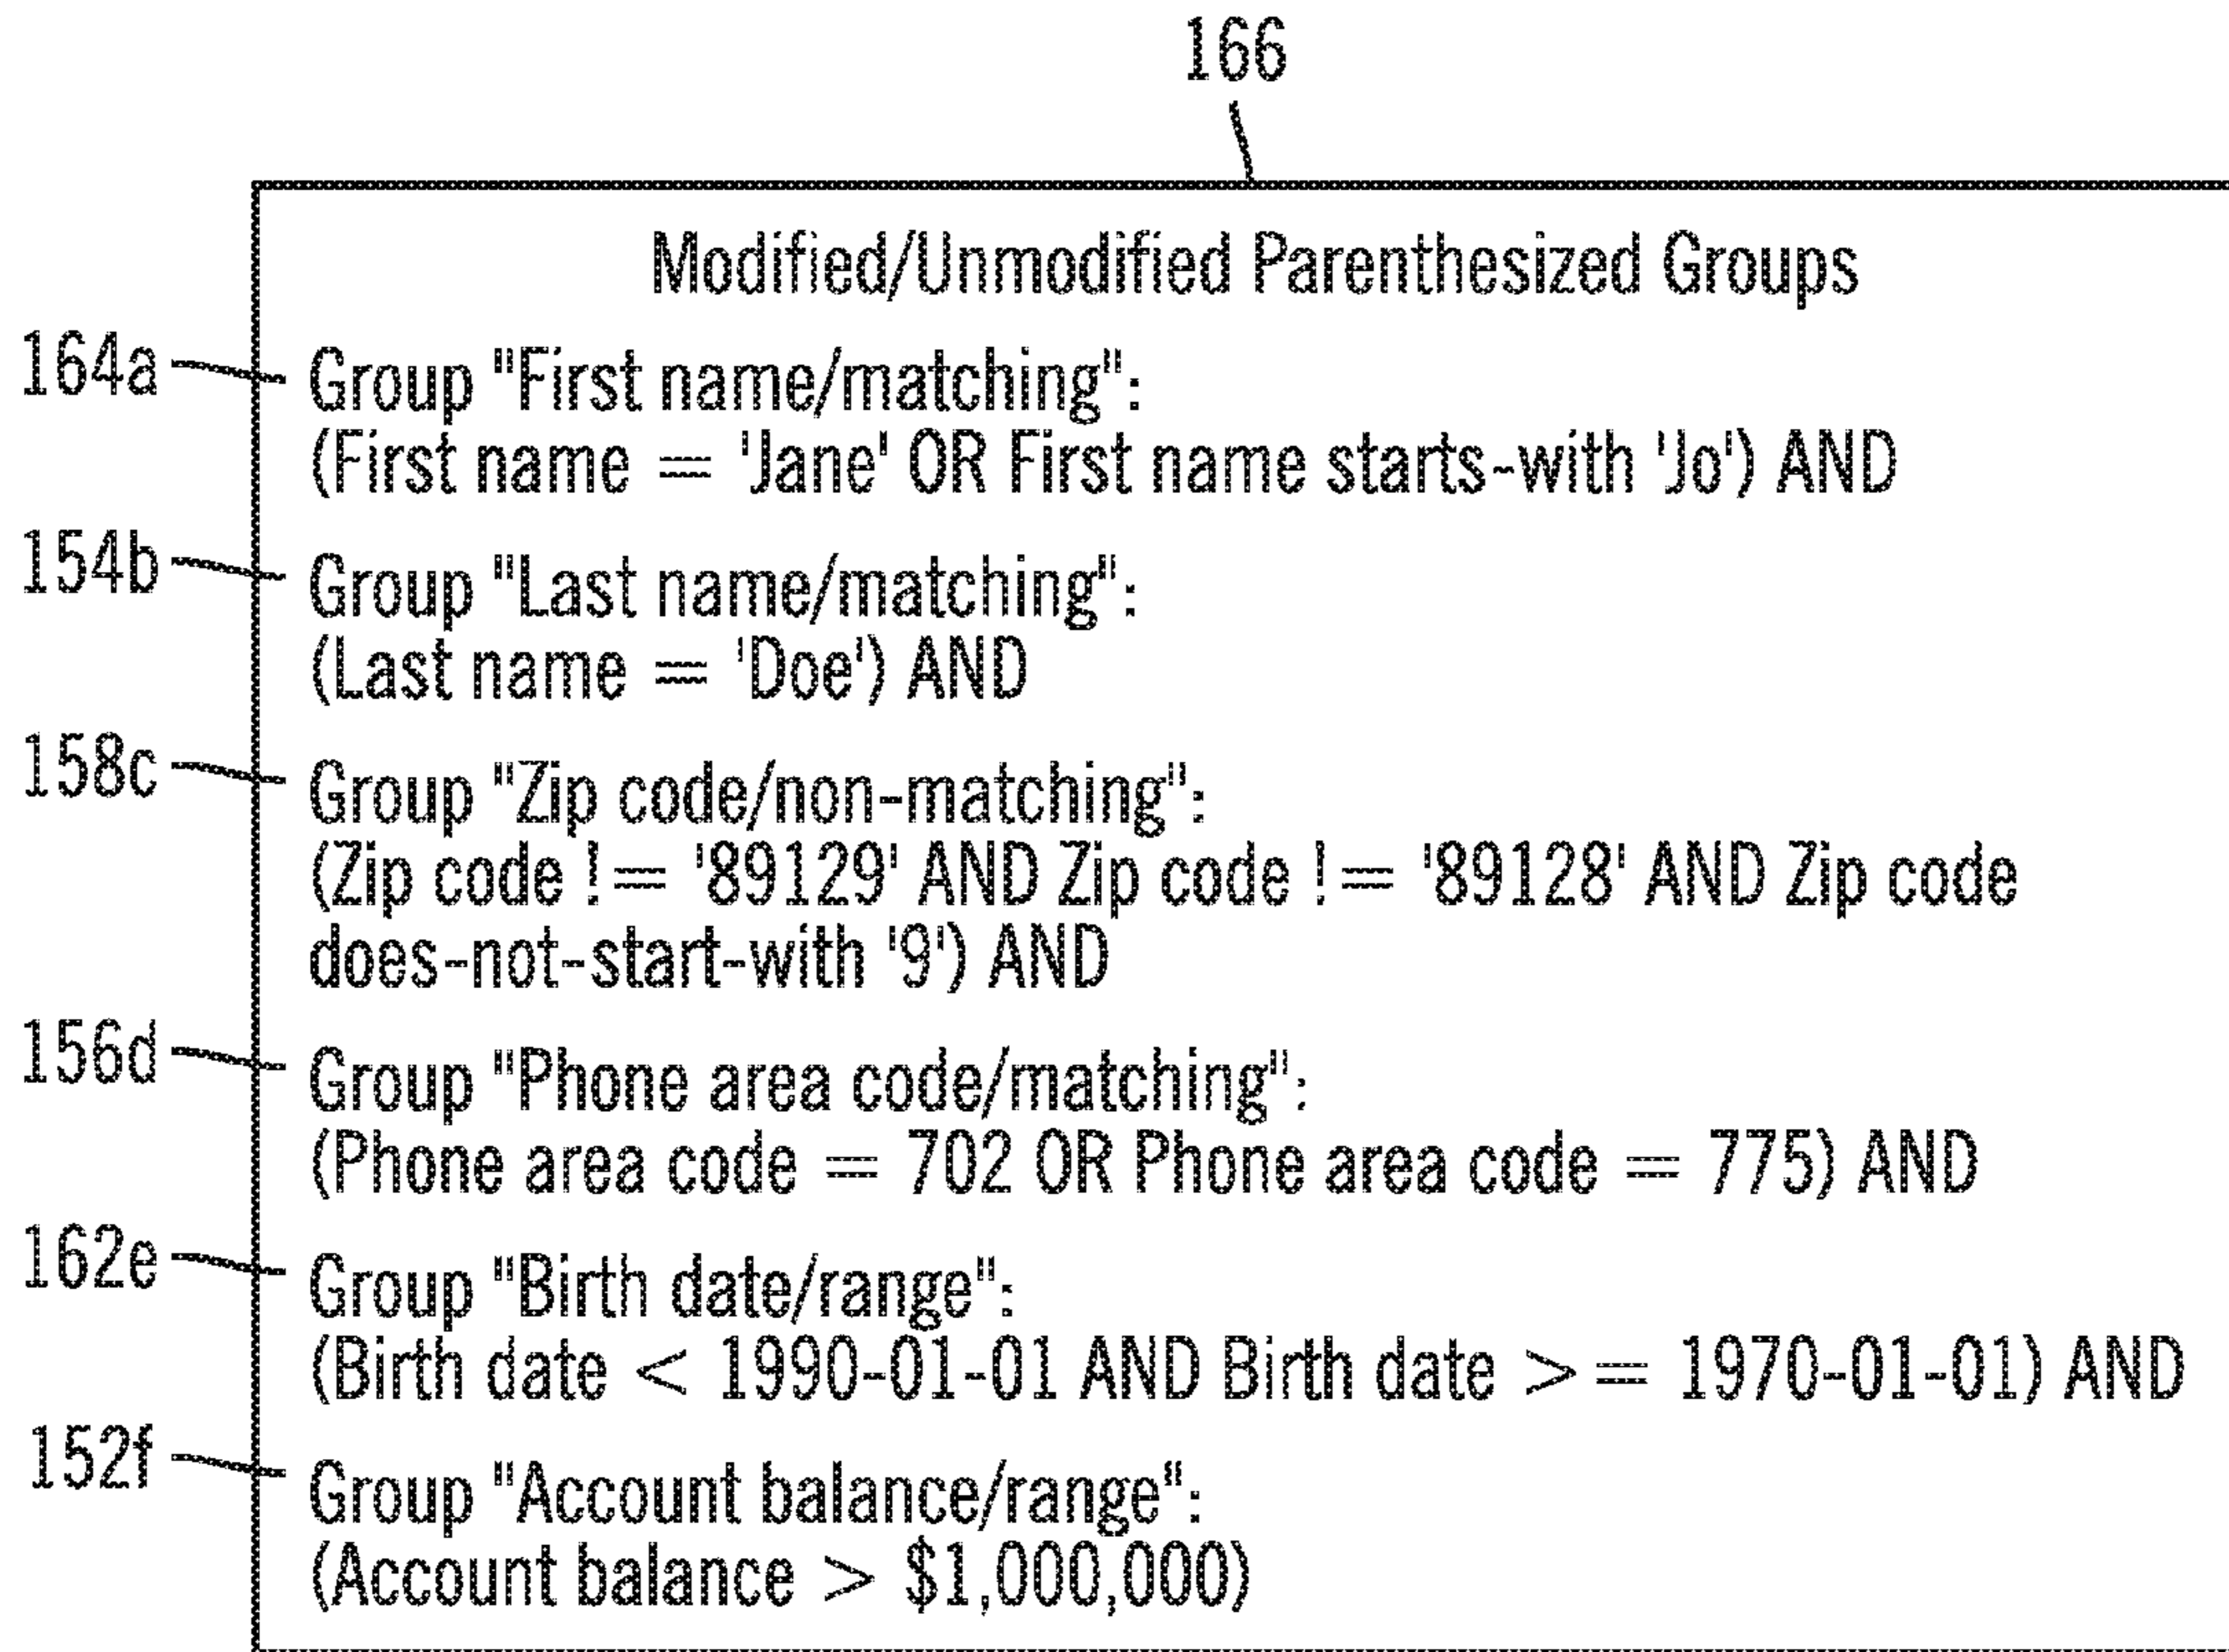 166
Modified/Unmodified Parenthesized Groups
164a
Group "First name/matching":
(First name == 'Jane' OR First name starts-with 'Jo') AND
154b
Group "Last name/matching":
(Last name == 'Doe') AND
158c
Group "Zip code/non-matching":
(Zip code !== '89129' AND Zip code !== '89128' AND Zip code
does-not-start-with '9') AND
156d
Group "Phone area code/matching":
(Phone area code == 702 OR Phone area code == 775) AND
162e
Group "Birth date/range":
(Birth date < 1990-01-01 AND Birth date >== 1970-01-01) AND
152f
Group "Account balance/range":
(Account balance > $1,000,000)